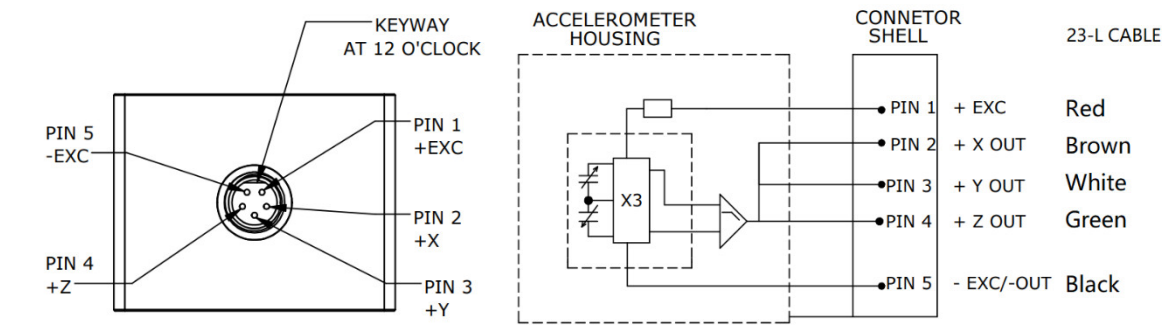 KEYWAY
AT 12 O'CLOCK
PIN 5
-EXC
PIN 1
+EXC
PIN 2
+X
PIN 4
+Z
PIN 3
+Y
ACCELEROMETER
HOUSING
CONNETOR
SHELL
23-L CABLE
X3
PIN 1 + EXC Red
PIN 2 + X OUT Brown
PIN 3 + Y OUT White
PIN 4 + Z OUT Green
PIN 5 - EXC/-OUT Black